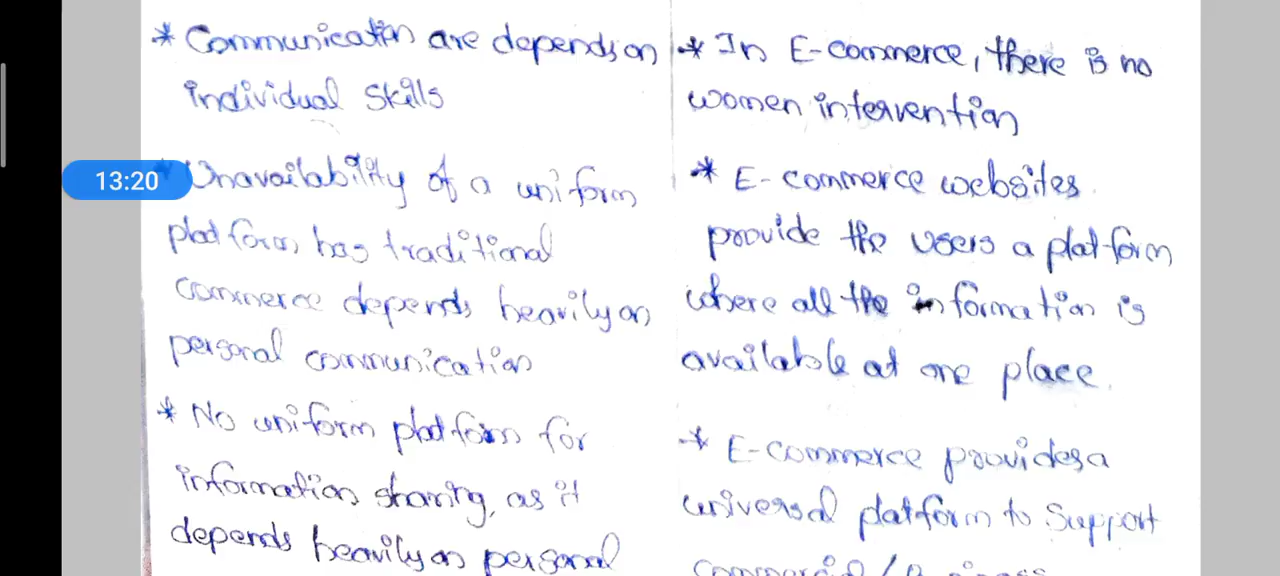 * Communication are depends on
individual skills
Unavailability of a uniform
platform has traditional
commerce depends heavily on
personal communication
* No uniform platform for
information sharing, as it
depends heavily on personal
* In E-commerce, there is no
women intervention
* E-commerce websites
provide the users a platform
where all the information is
available at one place.
* E-commerce provides a
universal platform to support
13:20